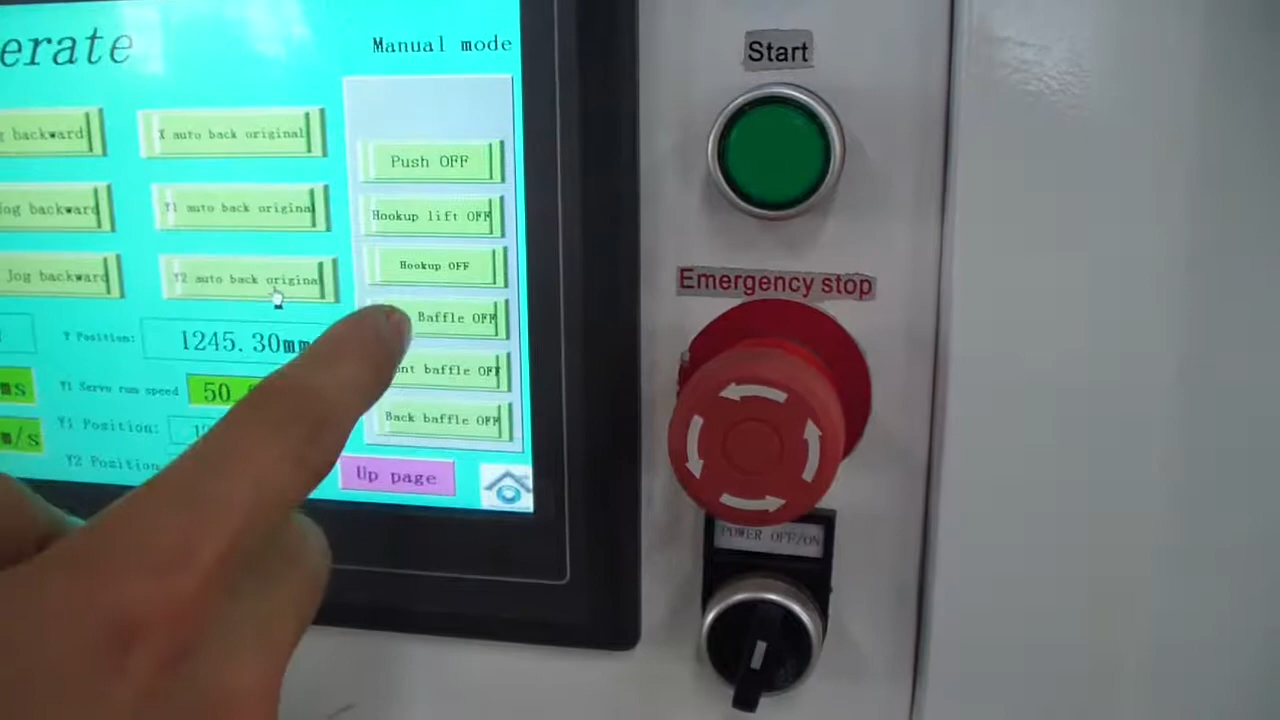 erate
Manual mode
backward
X auto back original
Push OFF
Jog backward
Y1 auto back original
Hookup lift OFF
Jog backward
Y2 auto back origina
Hookup OFF
Baffle OFF
Y Position:
1245.30mm
nt baffle OFF
Y1 Servo run speed
50
Y1 Position:
Back baffle OFF
m/s
Y2 Position
Up page
Start
Emergency stop
POWER OFF/ON